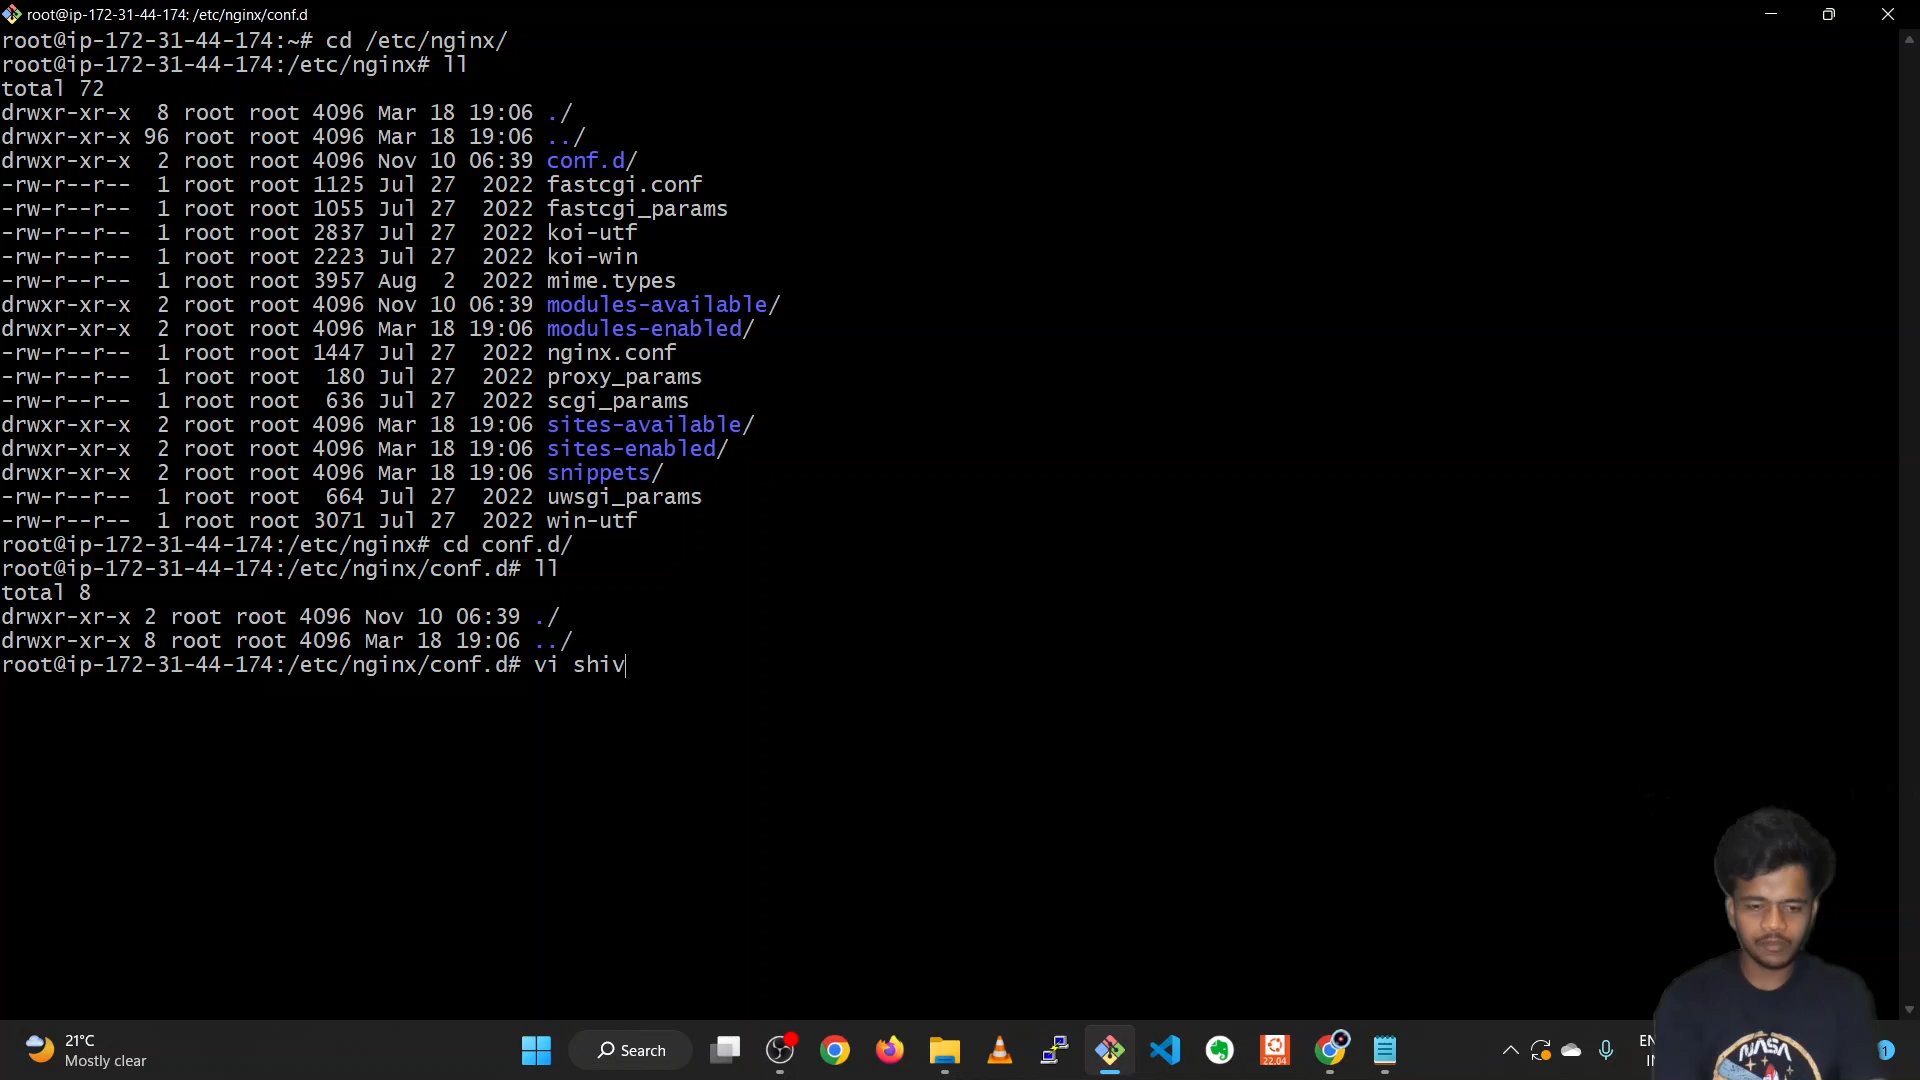 root@ip-172-31-44-174: /etc/nginx/conf.d
root@ip-172-31-44-174:~# cd /etc/nginx/
root@ip-172-31-44-174:/etc/nginx# ll
total 72
drwxr-xr-x  8 root root 4096 Mar 18 19:06 ./
drwxr-xr-x 96 root root 4096 Mar 18 19:06 ../
drwxr-xr-x  2 root root 4096 Nov 10 06:39 conf.d/
-rw-r--r--  1 root root 1125 Jul 27  2022 fastcgi.conf
-rw-r--r--  1 root root 1055 Jul 27  2022 fastcgi_params
-rw-r--r--  1 root root 2837 Jul 27  2022 koi-utf
-rw-r--r--  1 root root 2223 Jul 27  2022 koi-win
-rw-r--r--  1 root root 3957 Aug  2  2022 mime.types
drwxr-xr-x  2 root root 4096 Nov 10 06:39 modules-available/
drwxr-xr-x  2 root root 4096 Mar 18 19:06 modules-enabled/
-rw-r--r--  1 root root 1447 Jul 27  2022 nginx.conf
-rw-r--r--  1 root root  180 Jul 27  2022 proxy_params
-rw-r--r--  1 root root  636 Jul 27  2022 scgi_params
drwxr-xr-x  2 root root 4096 Mar 18 19:06 sites-available/
drwxr-xr-x  2 root root 4096 Mar 18 19:06 sites-enabled/
drwxr-xr-x  2 root root 4096 Mar 18 19:06 snippets/
-rw-r--r--  1 root root  664 Jul 27  2022 uwsgi_params
-rw-r--r--  1 root root 3071 Jul 27  2022 win-utf
root@ip-172-31-44-174:/etc/nginx# cd conf.d/
root@ip-172-31-44-174:/etc/nginx/conf.d# ll
total 8
drwxr-xr-x 2 root root 4096 Nov 10 06:39 ./
drwxr-xr-x 8 root root 4096 Mar 18 19:06 ../
root@ip-172-31-44-174:/etc/nginx/conf.d# vi shiv
21°C
Mostly clear
Search
22.04
NASA
1